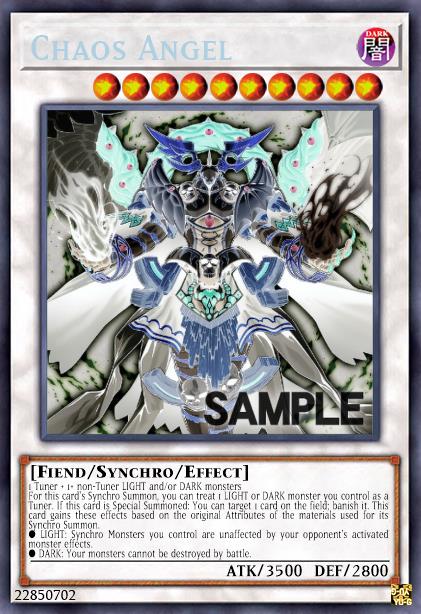 Chaos Angel
DARK
闇
SAMPLE
[Fiend/Synchro/Effect]
1 Tuner + 1+ non-Tuner LIGHT and/or DARK monsters
For this card's Synchro Summon, you can treat 1 LIGHT or DARK monster you control as a
Tuner. If this card is Special Summoned: You can target 1 card on the field; banish it. This
card gains these effects based on the original Attributes of the materials used for its
Synchro Summon.
● LIGHT: Synchro Monsters you control are unaffected by your opponent's activated
monster effects.
● DARK: Your monsters cannot be destroyed by battle.
ATK/3500 DEF/2800
22850702